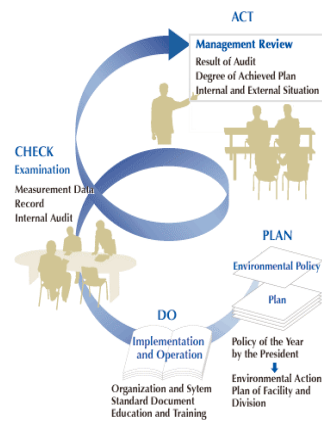 ACT
Management Review
Result of Audit
Degree of Achieved Plan
Internal and External Situation
CHECK
Examination
Measurement Data
Record
Internal Audit
PLAN
Environmental Policy
Plan
Policy of the Year
by the President
Environmental Action
Plan of Facility and
Division
DO
Implementation
and Operation
Organization and Sytem
Standard Document
Education and Training